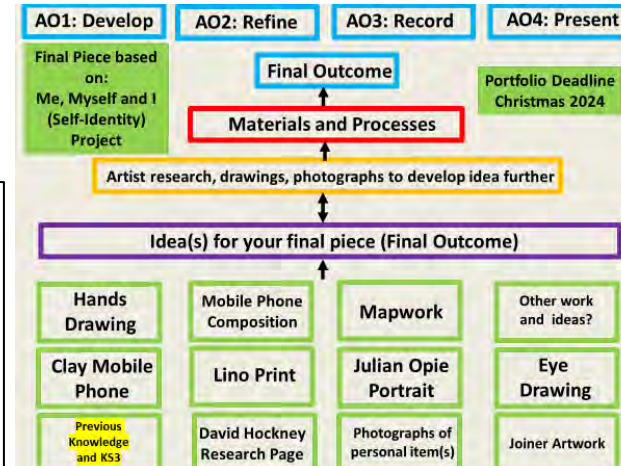 AO1: Develop
AO2: Refine
AO3: Record
AO4: Present
Final Piece based
on:
Me, Myself and I
(Self-Identity)
Project
Final Outcome
Portfolio Deadline
Christmas 2024
Materials and Processes
Artist research, drawings, photographs to develop idea further
Idea(s) for your final piece (Final Outcome)
Hands
Drawing
Mobile Phone
Composition
Mapwork
Other work
and ideas?
Clay Mobile
Phone
Lino Print
Julian Opie
Portrait
Eye
Drawing
Previous
Knowledge
and KS3
David Hockney
Research Page
Photographs of
personal item(s)
Joiner Artwork